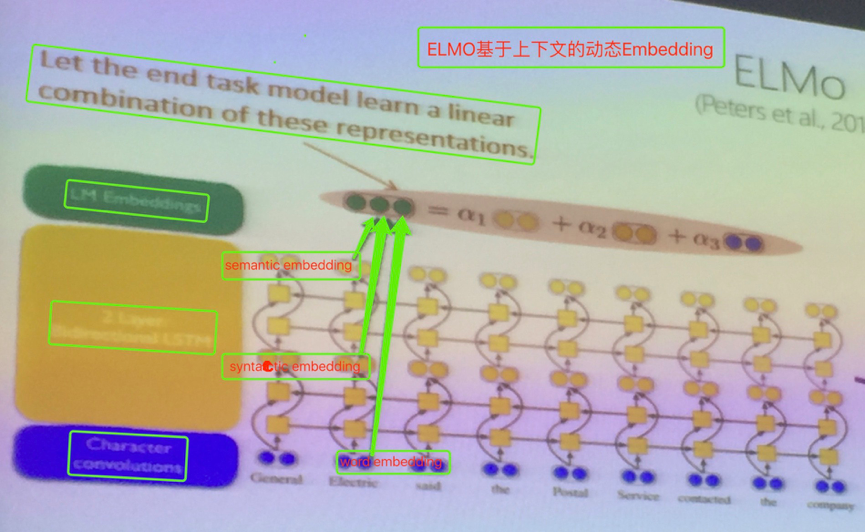 ELMO基于上下文的动态Embedding
ELMo
(Peters et al., 201
Let the end task model learn a linear
combination of these representations.
LM Embeddings
= α1 + α2 + α3
semantic embedding
2 Layer
Bidirectional LSTM
syntactic embedding
Character
convolutions
word embedding
General Electric said the Postal Service contacted the company